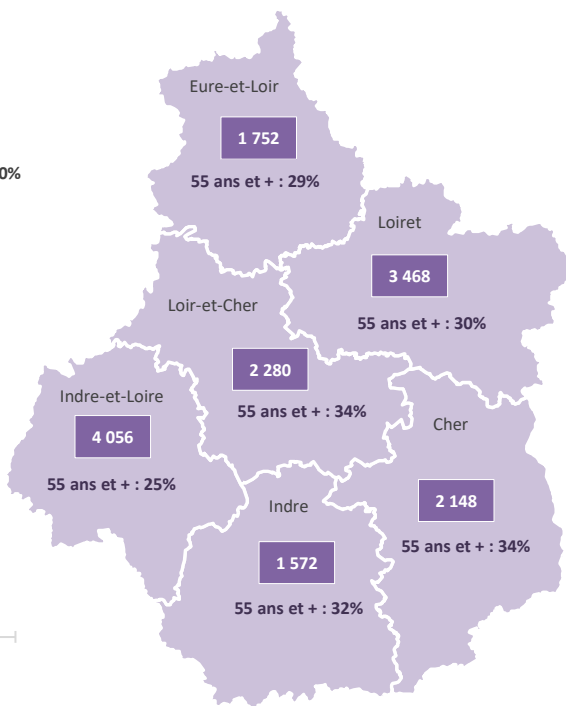 Eure-et-Loir
1 752
0%
55 ans et + : 29%
Loiret
3 468
55 ans et + : 30%
Loir-et-Cher
2 280
55 ans et + : 34%
Indre-et-Loire
4 056
55 ans et + : 25%
Cher
2 148
55 ans et + : 34%
Indre
1 572
55 ans et + : 32%